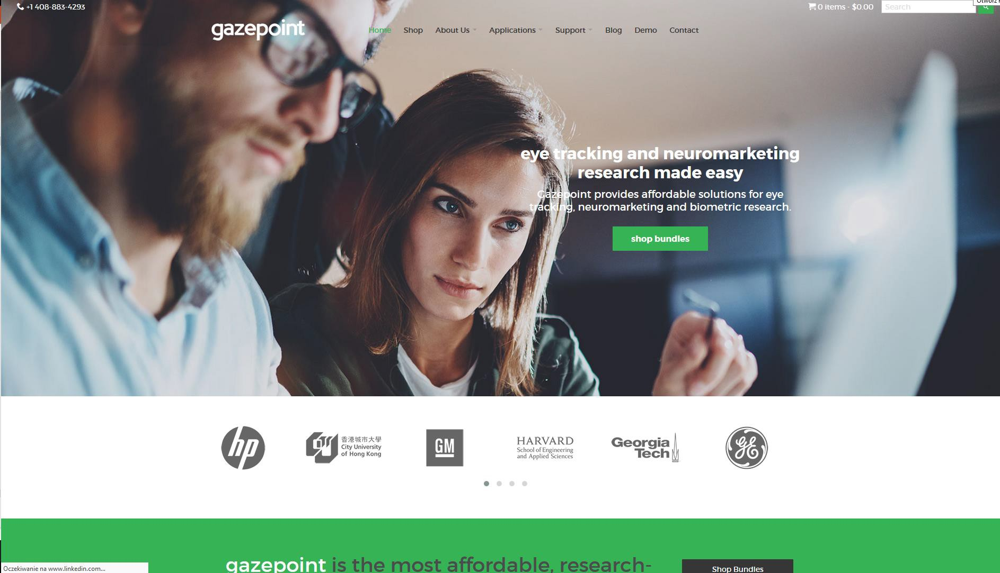 +1 408-883-4293
0 items - $0.00
Search
gazepoint
Home
Shop
About Us
Applications
Support
Blog
Demo
Contact
eye tracking and neuromarketing
research made easy
Gazepoint provides affordable solutions for eye
tracking, neuromarketing and biometric research.
shop bundles
hp
香港城市大學
City University
of Hong Kong
GM
HARVARD
School of Engineering
and Applied Sciences
Georgia
Tech
GE
gazepoint is the most affordable, research-
Shop Bundles
Oczekiwanie na www.linkedin.com...